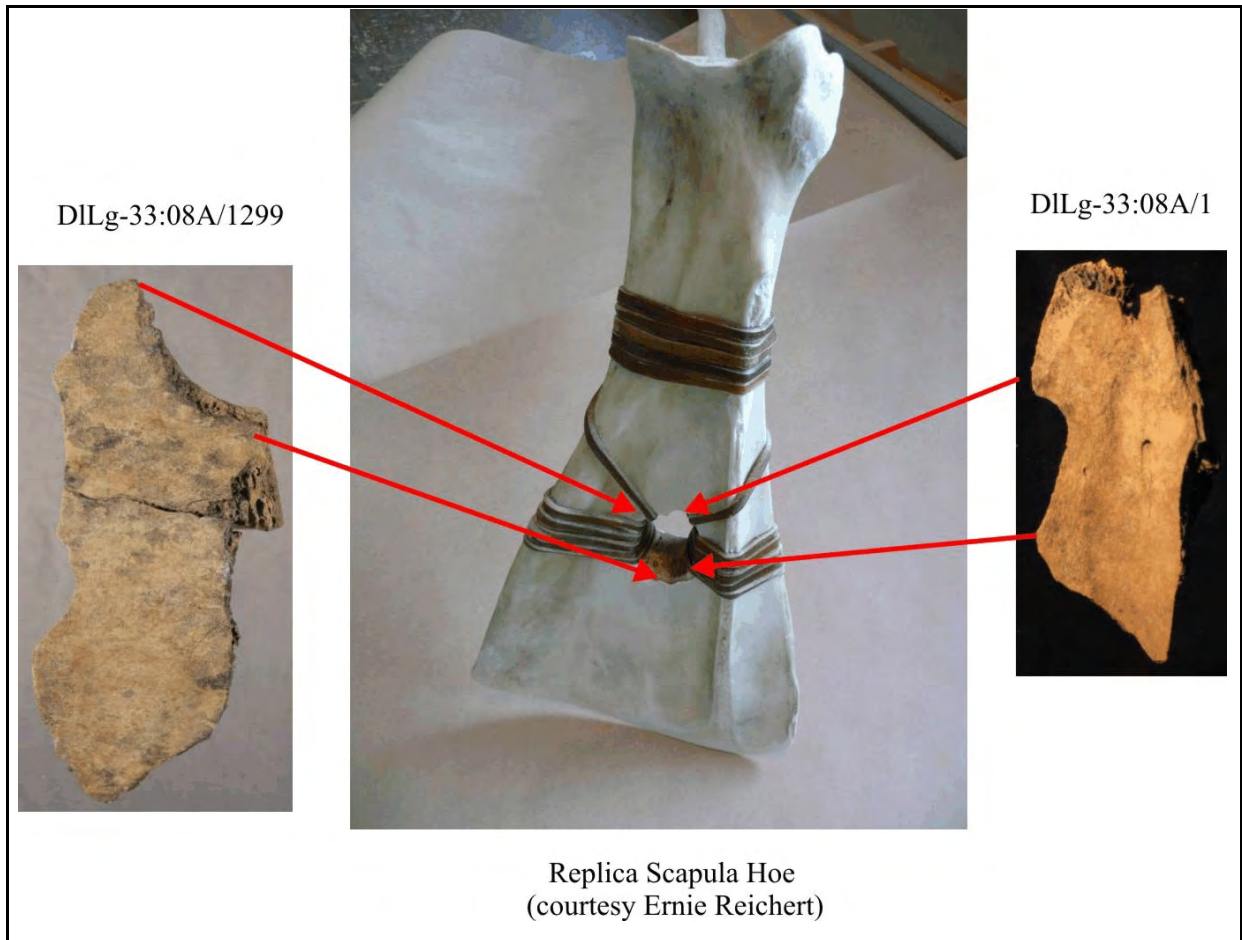 DlLg-33:08A/1299
DlLg-33:08A/1
Replica Scapula Hoe
(courtesy Ernie Reichert)